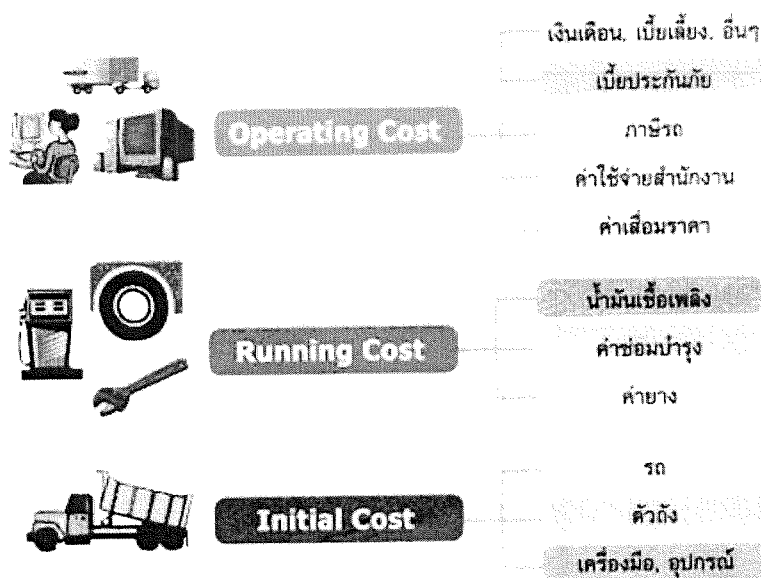 เงินเดือน, เบี้ยเลี้ยง, อื่นๆ
เบี้ยประกันภัย
Operating Cost
ภาษีรถ
ค่าใช้จ่ายสำนักงาน
ค่าเสื่อมราคา
น้ำมันเชื้อเพลิง
Running Cost
ค่าซ่อมบำรุง
ค่ายาง
รถ
Initial Cost
ตัวถัง
เครื่องมือ, อุปกรณ์